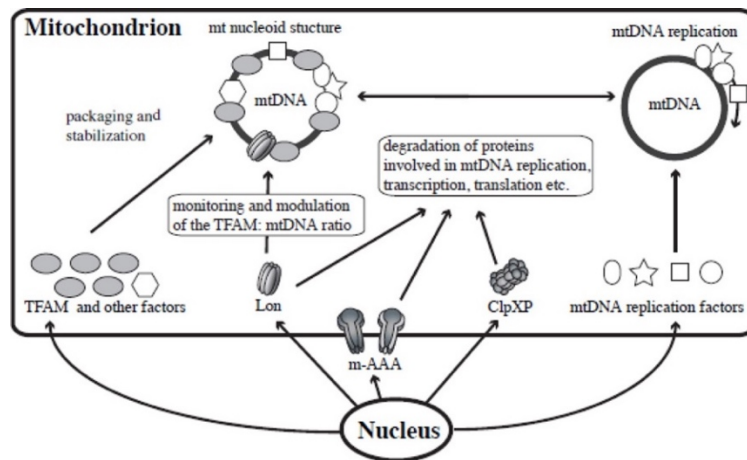 Mitochondrion
mt nucleoid stucture
mtDNA replication
mtDNA
mtDNA
packaging and
stabilization
degradation of proteins
involved in mtDNA replication,
transcription, translation etc.
monitoring and modulation
of the TFAM: mtDNA ratio
TFAM and other factors
Lon
ClpXP
mtDNA replication factors
m-AAA
Nucleus